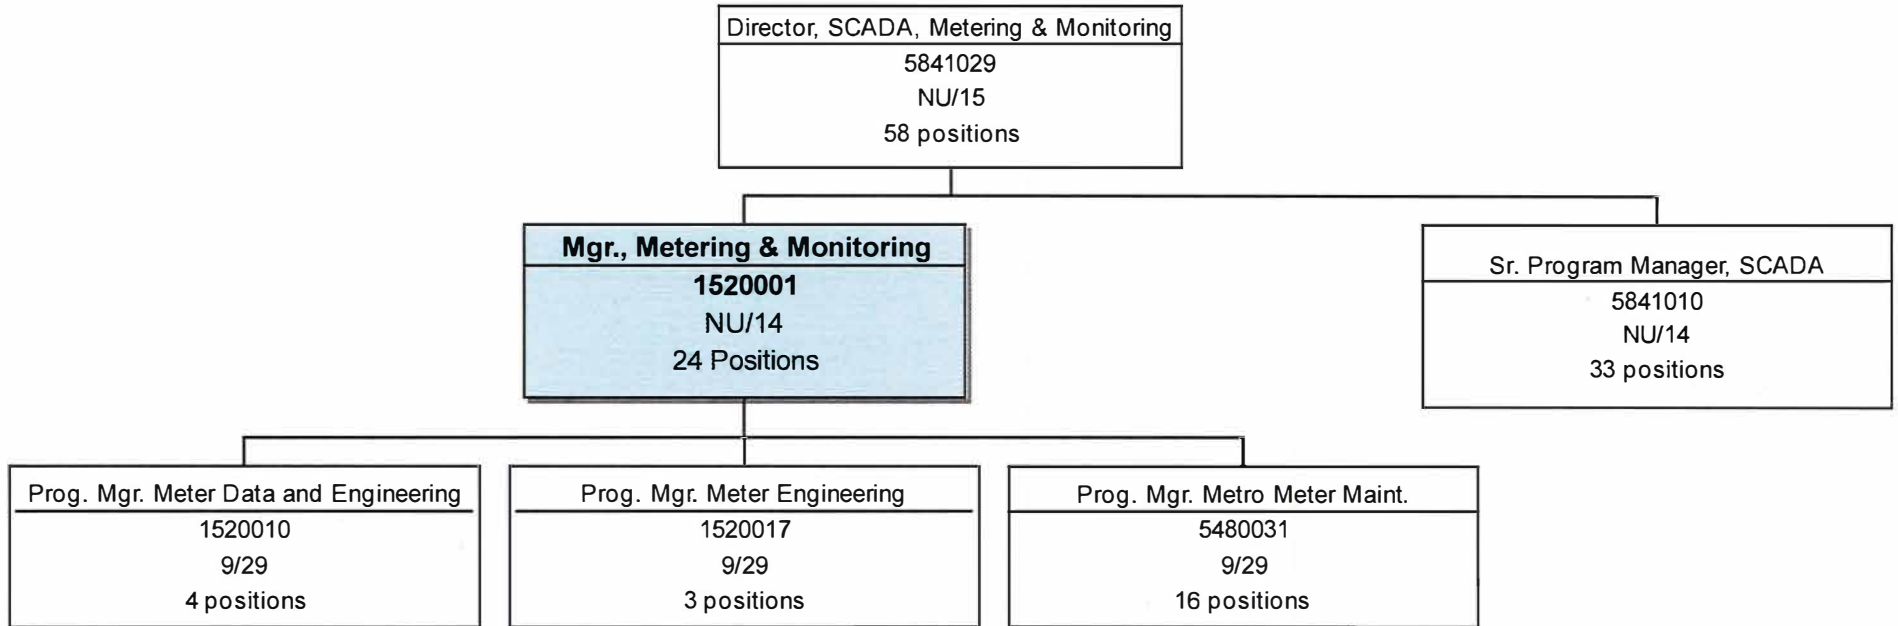 Director, SCADA, Metering & Monitoring
5841029
NU/15
58 positions
Mgr., Metering & Monitoring
1520001
NU/14
24 Positions
Sr. Program Manager, SCADA
5841010
NU/14
33 positions
Prog. Mgr. Meter Data and Engineering
1520010
9/29
4 positions
Prog. Mgr. Meter Engineering
1520017
9/29
3 positions
Prog. Mgr. Metro Meter Maint.
5480031
9/29
16 positions